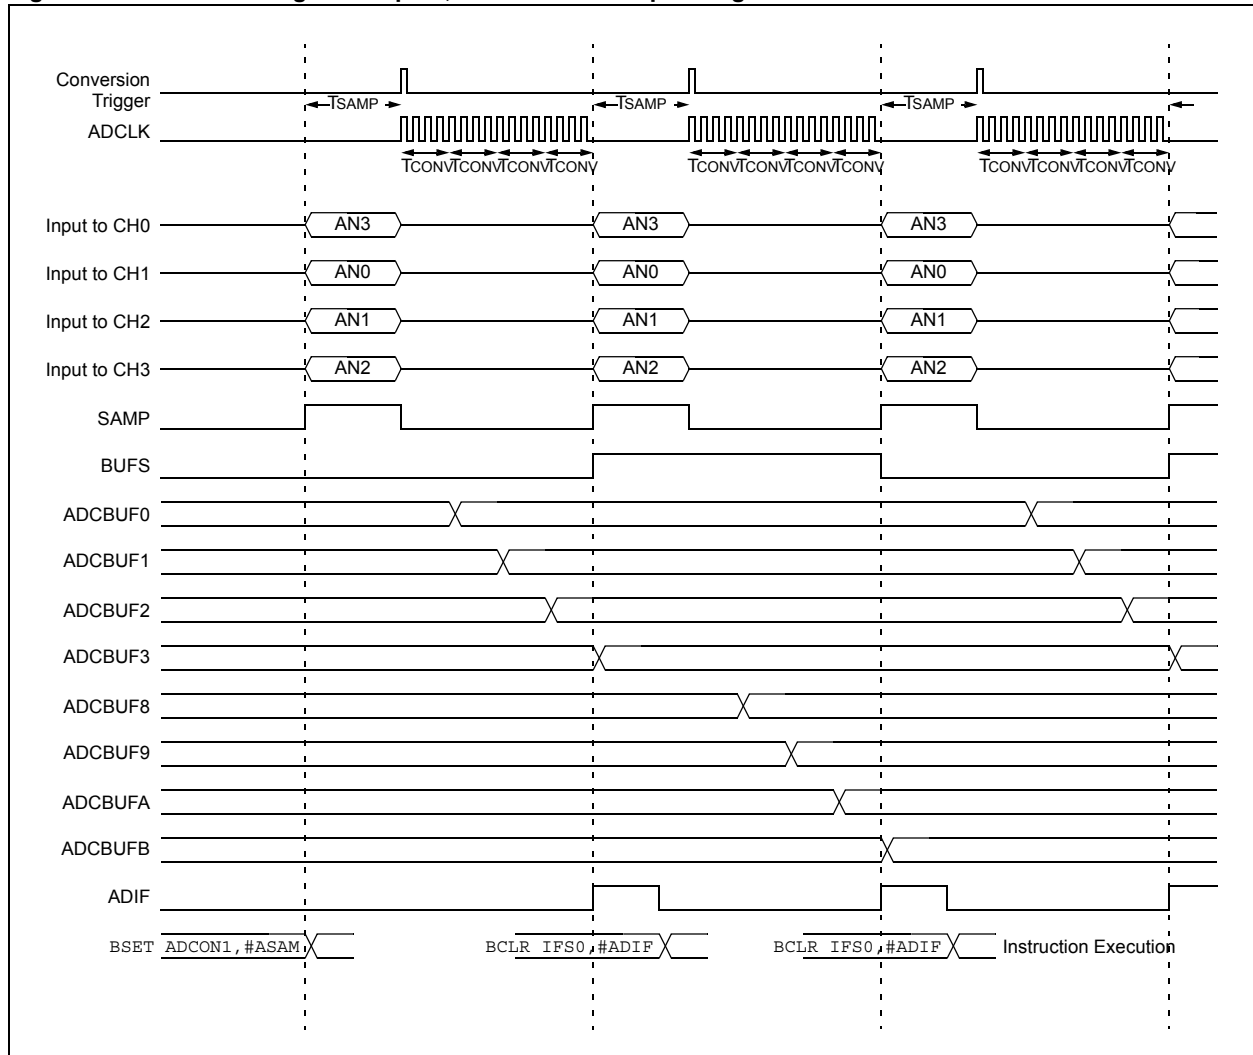 Conversion
Trigger
TSAMP TSAMP TSAMP
ADCLK
TCONV TCONV TCONV TCONV TCONV TCONV TCONV TCONV TCONV TCONV TCONV TCONV
Input to CH0 AN3 AN3 AN3
Input to CH1 AN0 AN0 AN0
Input to CH2 AN1 AN1 AN1
Input to CH3 AN2 AN2 AN2
SAMP
BUFS
ADCBUF0
ADCBUF1
ADCBUF2
ADCBUF3
ADCBUF8
ADCBUF9
ADCBUFA
ADCBUFB
ADIF
BSET ADCON1,#ASAM BCLR IFS0,#ADIF BCLR IFS0,#ADIF Instruction Execution